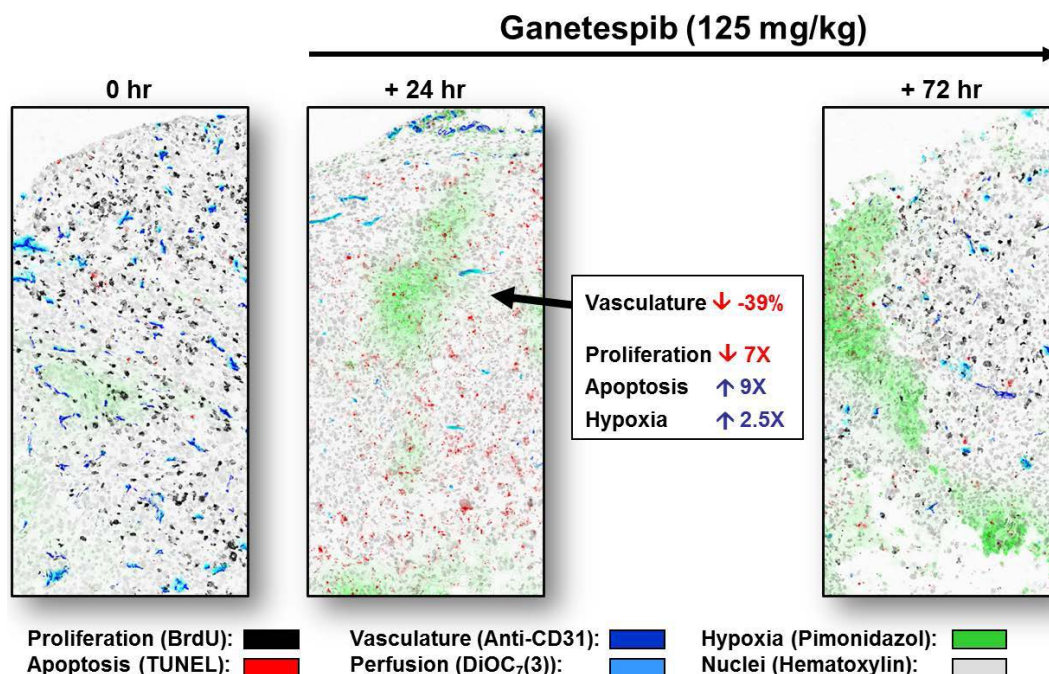 Ganetespib (125 mg/kg)
0 hr
+ 24 hr
+ 72 hr
Vasculature ↓ -39%
Proliferation ↓ 7X
Apoptosis ↑ 9X
Hypoxia ↑ 2.5X
Proliferation (BrdU): Vasculature (Anti-CD31): Hypoxia (Pimonidazol):
Apoptosis (TUNEL): Perfusion (DiOC₇(3)): Nuclei (Hematoxylin):